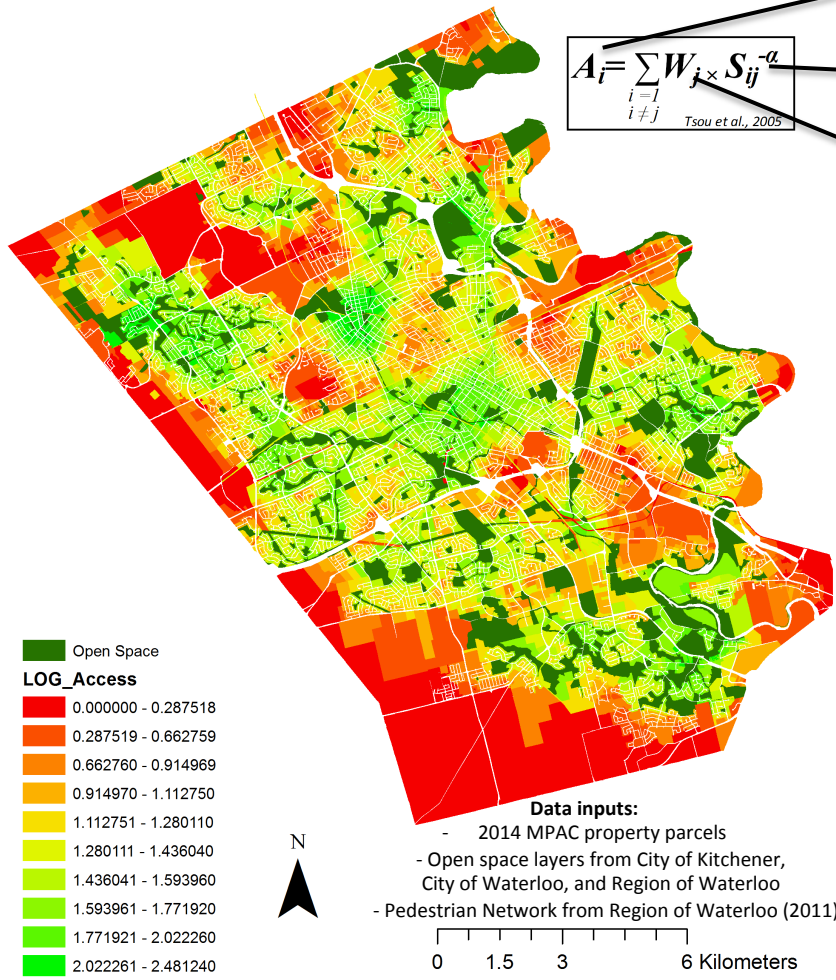 Aᵢ= ∑ Wⱼ × Sᵢⱼ^-α
i =1
i ≠ j
Tsou et al., 2005
Open Space
LOG_Access
0.000000 - 0.287518
0.287519 - 0.662759
0.662760 - 0.914969
0.914970 - 1.112750
1.112751 - 1.280110
1.280111 - 1.436040
1.436041 - 1.593960
1.593961 - 1.771920
1.771921 - 2.022260
2.022261 - 2.481240
N
Data inputs:
- 2014 MPAC property parcels
- Open space layers from City of Kitchener,
City of Waterloo, and Region of Waterloo
- Pedestrian Network from Region of Waterloo (2011)
0 1.5 3 6 Kilometers